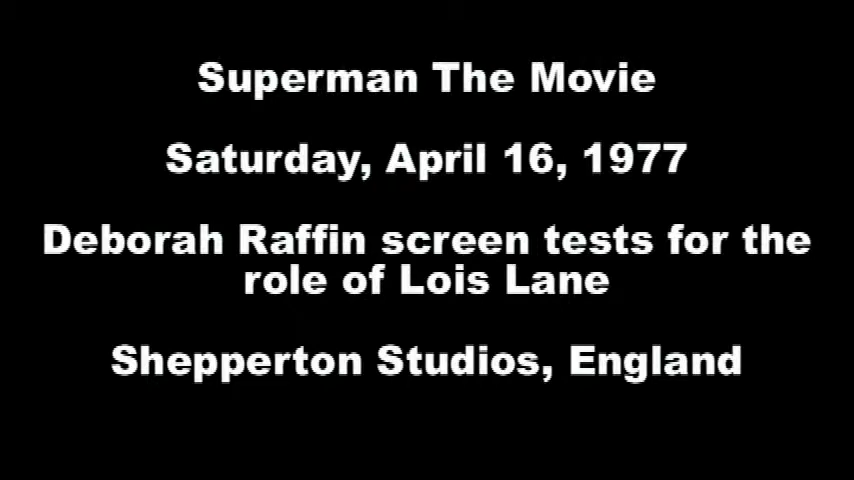 Superman The Movie
Saturday, April 16, 1977
Deborah Raffin screen tests for the
role of Lois Lane
Shepperton Studios, England